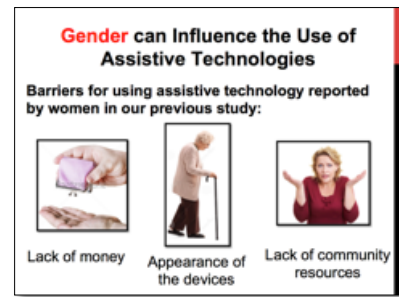 Gender can Influence the Use of
Assistive Technologies
Barriers for using assistive technology reported
by women in our previous study:
Lack of money
Appearance of
the devices
Lack of community
resources